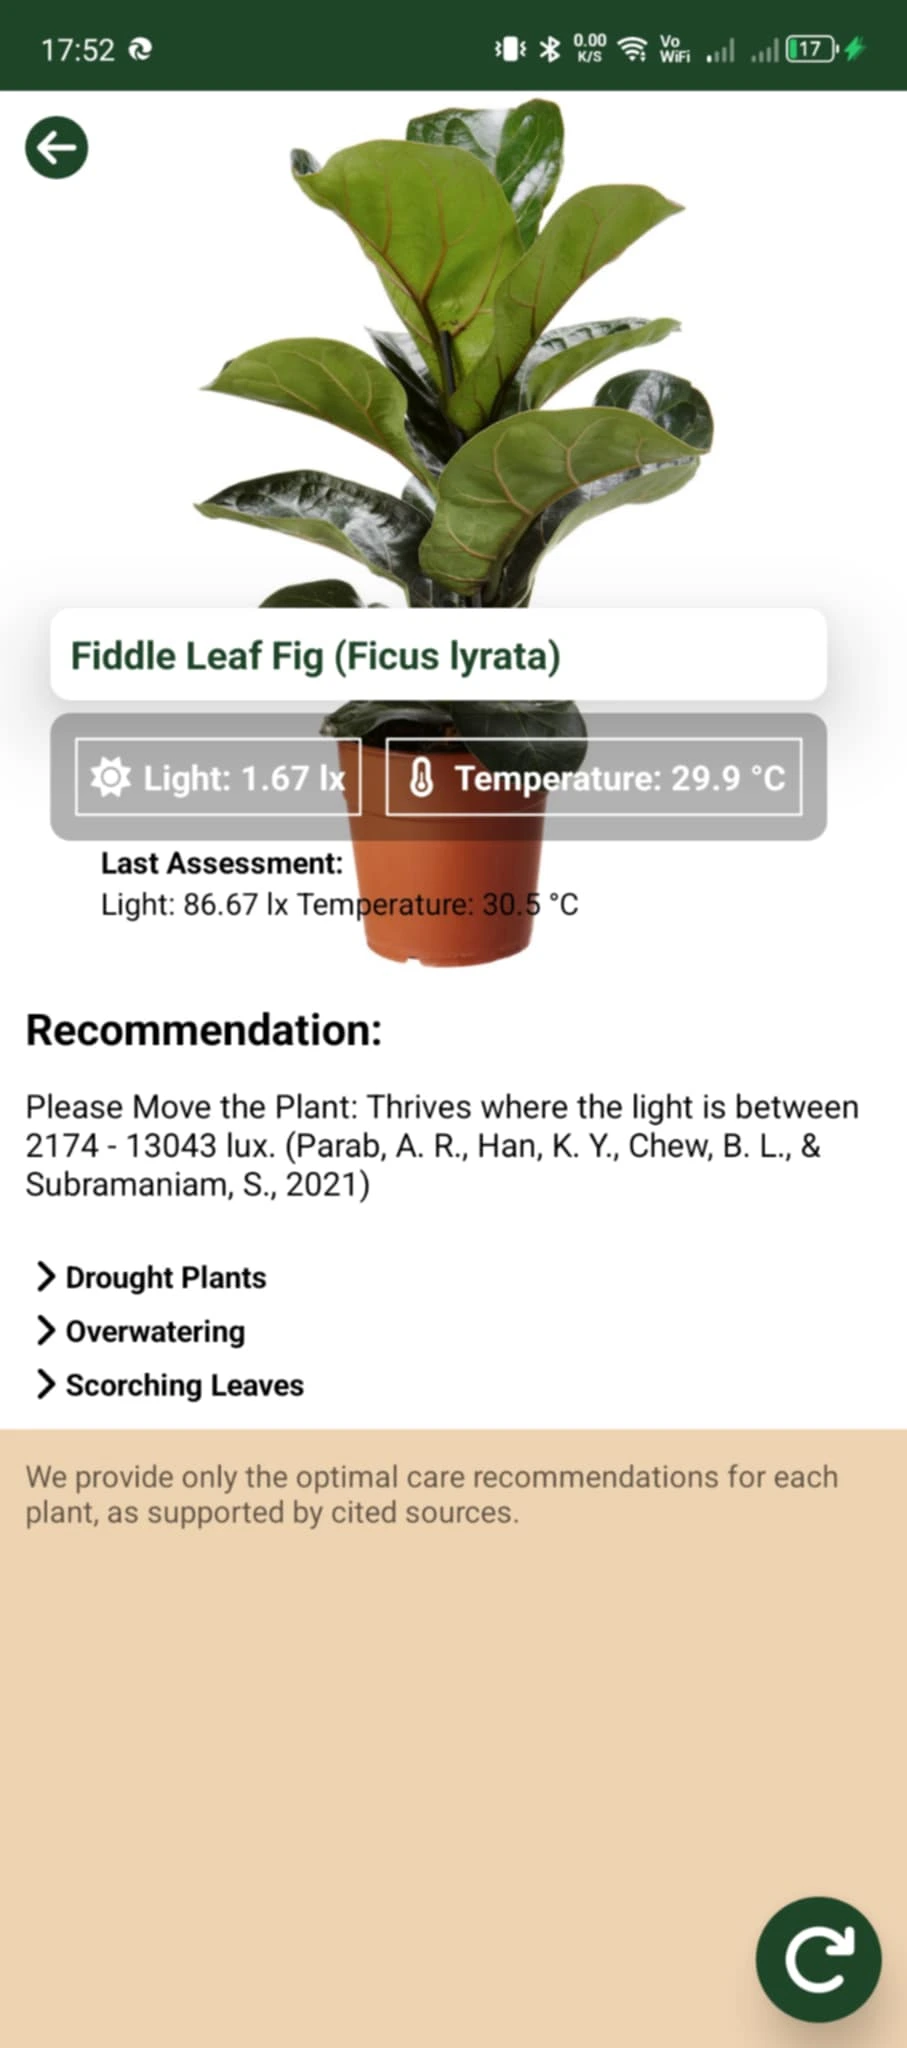 17:52
0.00 K/S
Vo WiFi
17
Fiddle Leaf Fig (Ficus lyrata)
Light: 1.67 lx
Temperature: 29.9 °C
Last Assessment:
Light: 86.67 lx Temperature: 30.5 °C
Recommendation:
Please Move the Plant: Thrives where the light is between
2174 - 13043 lux. (Parab, A. R., Han, K. Y., Chew, B. L., &
Subramaniam, S., 2021)
Drought Plants
Overwatering
Scorching Leaves
We provide only the optimal care recommendations for each
plant, as supported by cited sources.